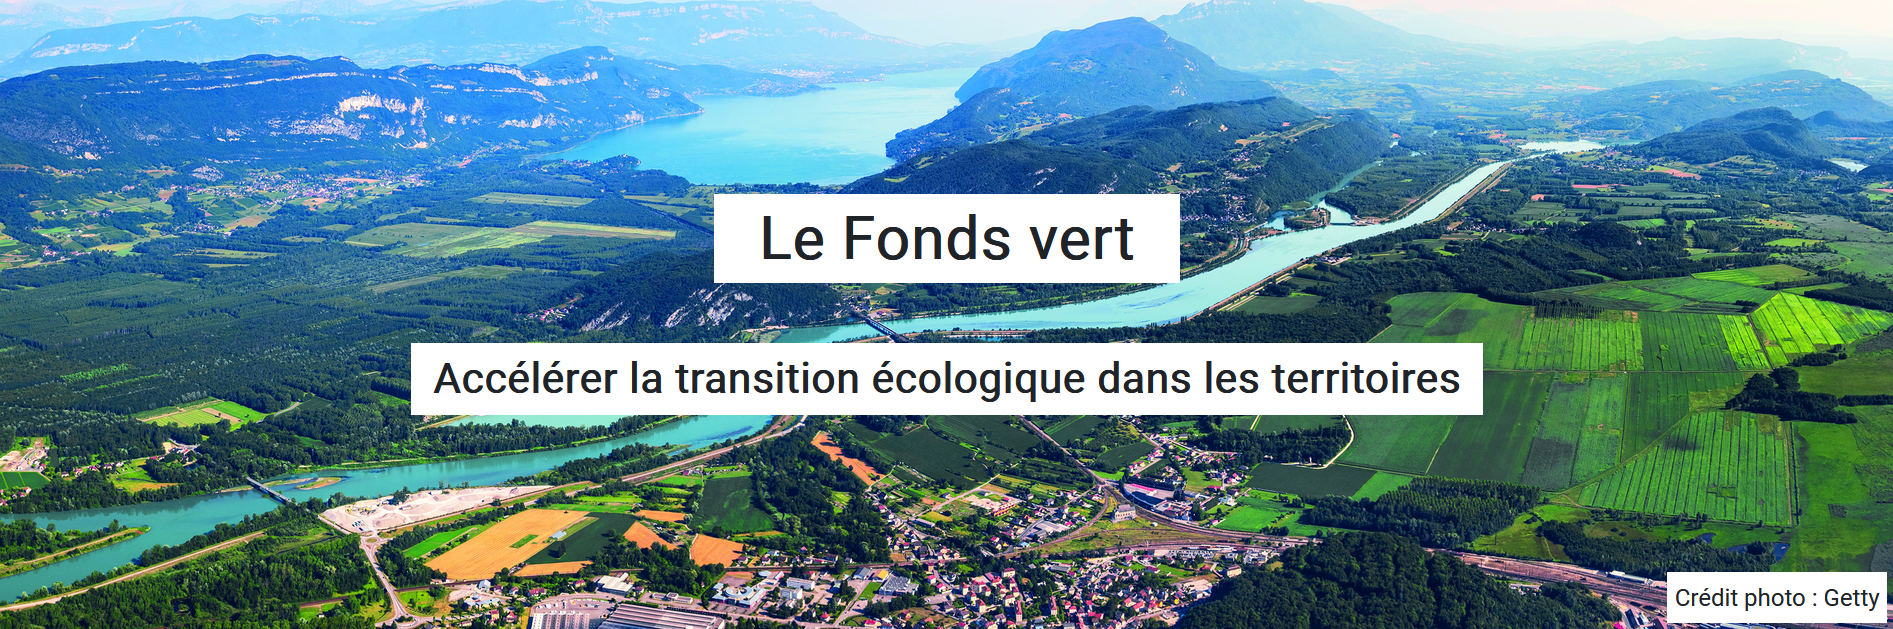 Le Fonds vert
Accélérer la transition écologique dans les territoires
Crédit photo : Getty